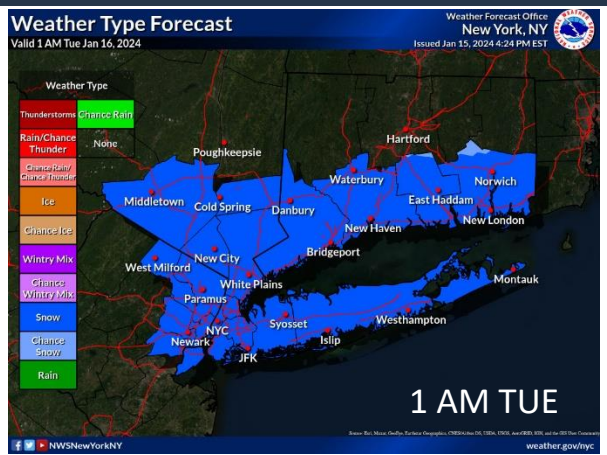 Weather Type Forecast
Valid 1 AM Tue Jan 16, 2024
Weather Forecast Office
New York, NY
Issued Jan 15, 2024 4:24 PM EST
Weather Type
Thunderstorms
Chance Rain
Rain/Chance
Thunder
None
Chance Rain/
Chance Thunder
Ice
Chance Ice
Wintry Mix
Chance
Wintry Mix
Snow
Chance
Snow
Rain
Hartford
Poughkeepsie
Waterbury
Norwich
Middletown
Cold Spring
Danbury
East Haddam
New London
New Haven
New City
Bridgeport
West Milford
White Plains
Montauk
Paramus
NYC
Syosset
Westhampton
Newark
Islip
JFK
1 AM TUE
NWSNewYorkNY
weather.gov/nyc